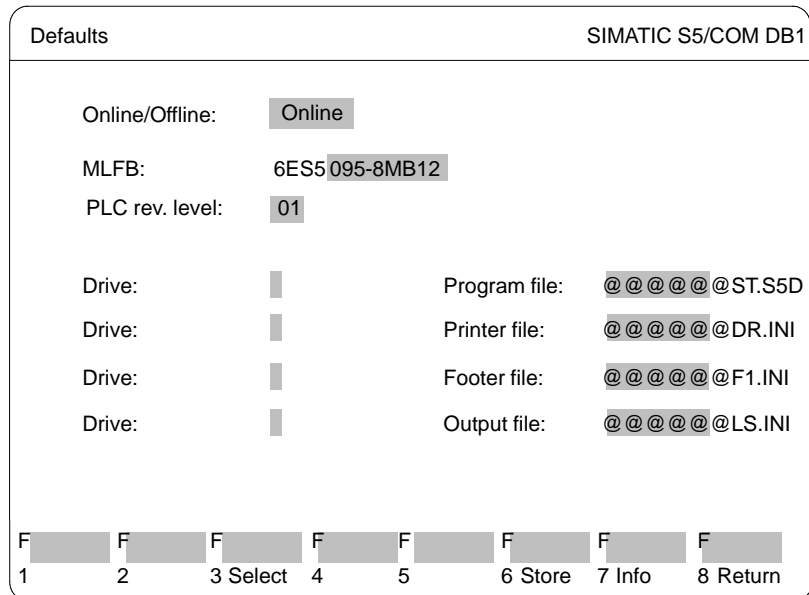 Defaults SIMATIC S5/COM DB1
Online/Offline: Online
MLFB: 6ES5 095-8MB12
PLC rev. level: 01
Drive: Program file: @@@@@@ST.S5D
Drive: Printer file: @@@@@@DR.INI
Drive: Footer file: @@@@@@F1.INI
Drive: Output file: @@@@@@LS.INI
F F F F F F F F
1 2 3 Select 4 5 6 Store 7 Info 8 Return